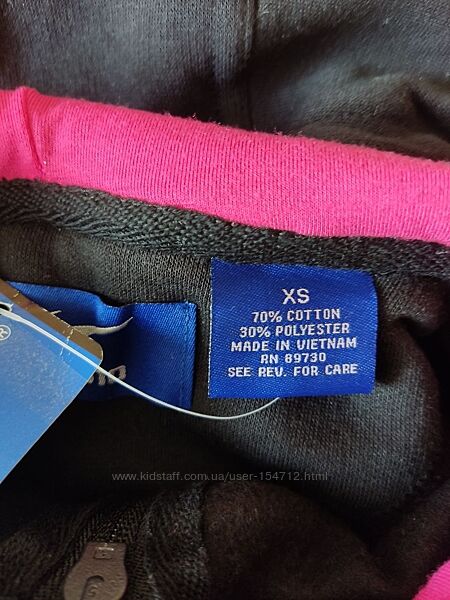 XS
70% COTTON
30% POLYESTER
MADE IN VIETNAM
RN 89730
SEE REV. FOR CARE
®
www.kidstaff.com.ua/user-154712.html